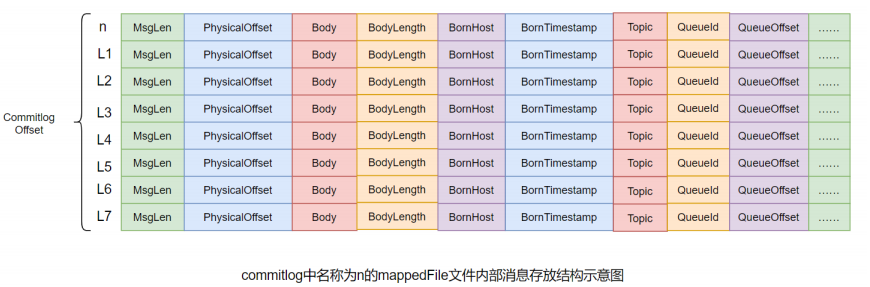 n MsgLen PhysicalOffset Body BodyLength BornHost BornTimestamp Topic QueueId QueueOffset ......
L1 MsgLen PhysicalOffset Body BodyLength BornHost BornTimestamp Topic QueueId QueueOffset ......
L2 MsgLen PhysicalOffset Body BodyLength BornHost BornTimestamp Topic QueueId QueueOffset ......
L3 MsgLen PhysicalOffset Body BodyLength BornHost BornTimestamp Topic QueueId QueueOffset ......
Commitlog
Offset
L4 MsgLen PhysicalOffset Body BodyLength BornHost BornTimestamp Topic QueueId QueueOffset ......
L5 MsgLen PhysicalOffset Body BodyLength BornHost BornTimestamp Topic QueueId QueueOffset ......
L6 MsgLen PhysicalOffset Body BodyLength BornHost BornTimestamp Topic QueueId QueueOffset ......
L7 MsgLen PhysicalOffset Body BodyLength BornHost BornTimestamp Topic QueueId QueueOffset ......
commitlog中名称为n的mappedFile文件内部消息存放结构示意图